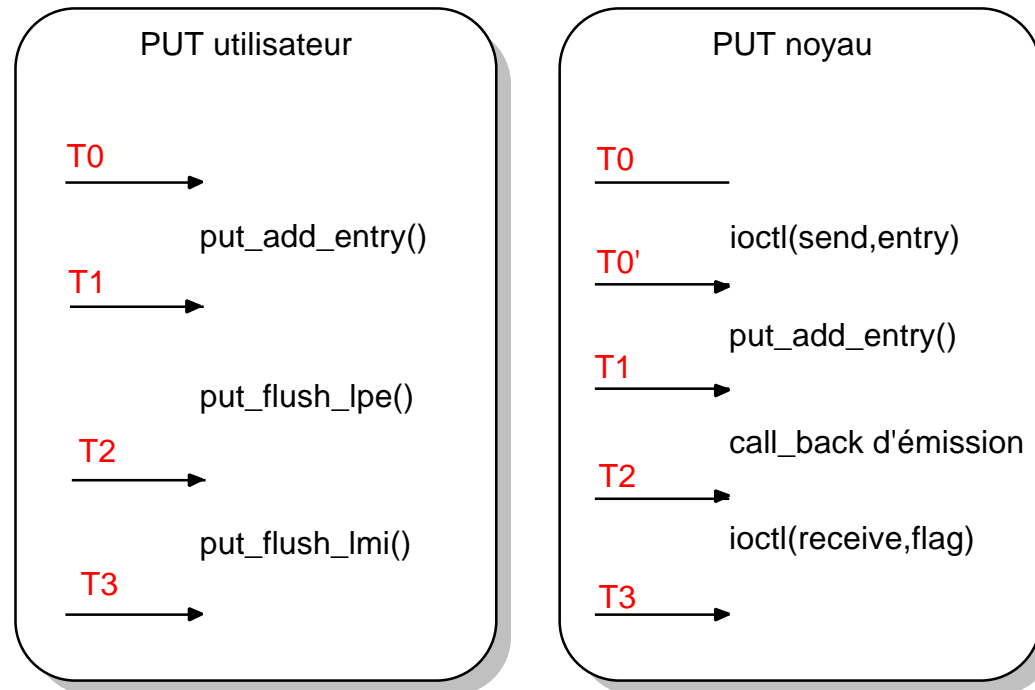 PUT utilisateur
T0
put_add_entry()
T1
put_flush_lpe()
T2
put_flush_lmi()
T3
PUT noyau
T0
ioctl(send,entry)
T0'
put_add_entry()
T1
call_back d'émission
T2
ioctl(receive,flag)
T3